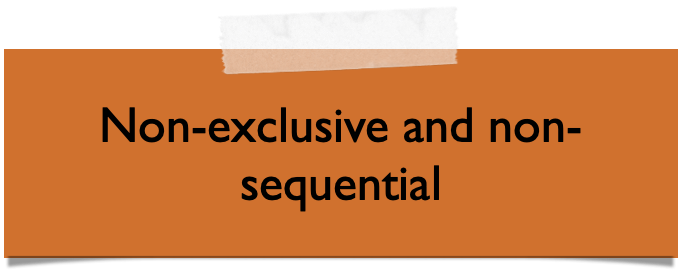 Non-exclusive and non-
sequential